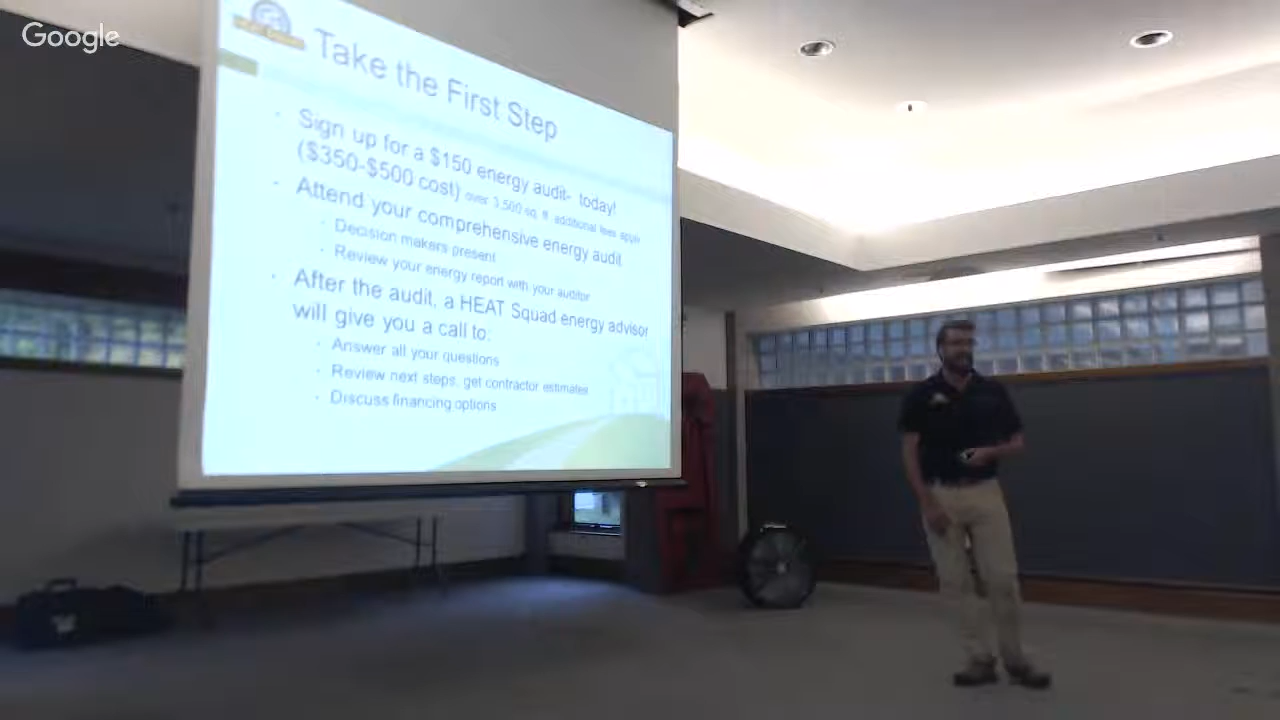 Google
Take the First Step
Sign up for a $150 energy audit- today!
($350-$500 cost) over 3,500 sq. ft. additional fees apply
Attend your comprehensive energy audit
Decision makers present
Review your energy report with your auditor
After the audit, a HEAT Squad energy advisor
will give you a call to:
Answer all your questions
Review next steps, get contractor estimates
Discuss financing options